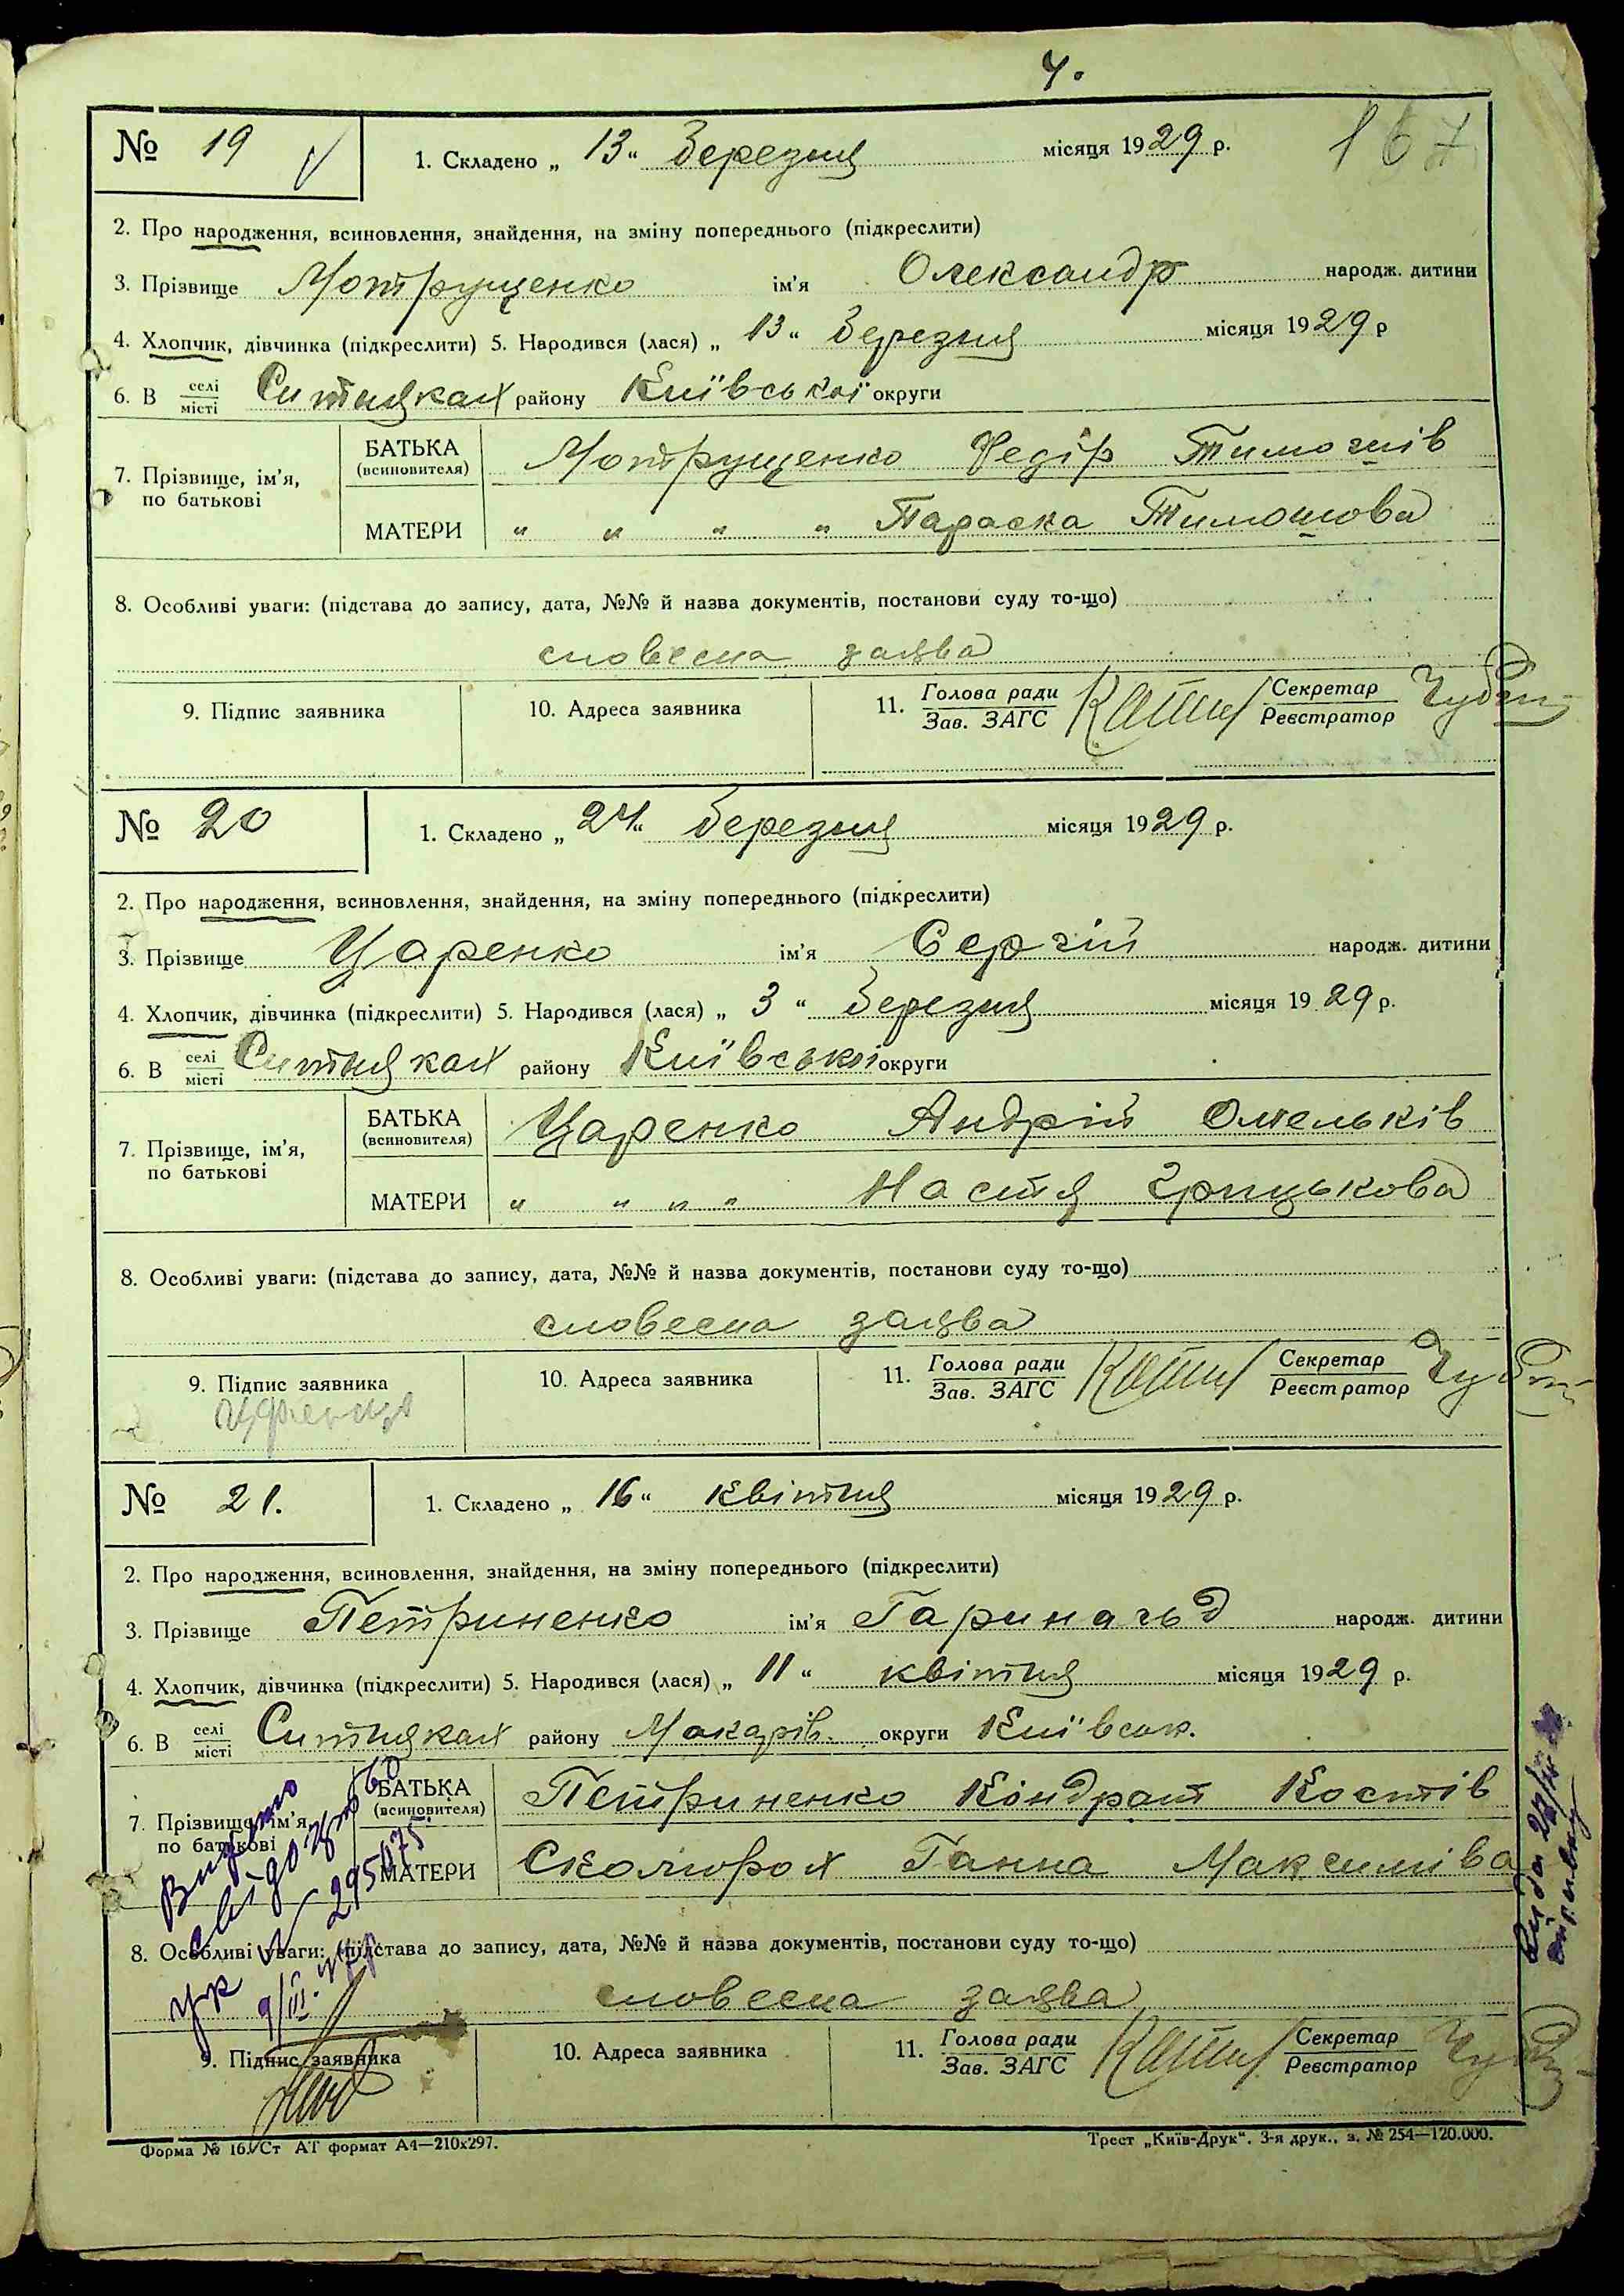 4.
167
№ 19
1. Складено „ 13 “ березня місяця 1929 р.
2. Про народження, всиновлення, знайдення, на зміну попереднього (підкреслити)
3. Прізвище Мотрущенко ім'я Олександр народж. дитини
4. Хлопчик, дівчинка (підкреслити) 5. Народився (лася) „ 13 “ березня місяця 1929 р
6. В селі місті Ситняках району Київської округи
7. Прізвище, ім'я, по батькові
БАТЬКА (всиновителя) Мотрущенко Федір Тимошів
МАТЕРИ „ „ „ „ Параска Тимошова
8. Особливі уваги: (підстава до запису, дата, №№ й назва документів, постанови суду то-що)
словесна заява
9. Підпис заявника 10. Адреса заявника 11. Голова ради Зав. ЗАГС Секретар Реєстратор
№ 20
1. Складено „ 24 “ березня місяця 1929 р.
2. Про народження, всиновлення, знайдення, на зміну попереднього (підкреслити)
3. Прізвище Царенко ім'я Сергій народж. дитини
4. Хлопчик, дівчинка (підкреслити) 5. Народився (лася) „ 3 “ березня місяця 1929 р.
6. В селі місті Ситняках району Київської округи
7. Прізвище, ім'я, по батькові
БАТЬКА (всиновителя) Царенко Андрій Омельків
МАТЕРИ „ „ „ „ Настя Грицькова
8. Особливі уваги: (підстава до запису, дата, №№ й назва документів, постанови суду то-що)
словесна заява
9. Підпис заявника 10. Адреса заявника 11. Голова ради Зав. ЗАГС Секретар Реєстратор
№ 21.
1. Складено „ 16 “ квітня місяця 1929 р.
2. Про народження, всиновлення, знайдення, на зміну попереднього (підкреслити)
3. Прізвище Петриненко ім'я Гаринальд народж. дитини
4. Хлопчик, дівчинка (підкреслити) 5. Народився (лася) „ 11 “ квітня місяця 1929 р.
6. В селі місті Ситняках району Макарів. округи Київськ.
7. Прізвище, ім'я, по батькові
БАТЬКА (всиновителя) Петриненко Кіндрат Костів
МАТЕРИ Сколюрох Ганна Максимова
8. Особливі уваги: (підстава до запису, дата, №№ й назва документів, постанови суду то-що)
словесна заява
9. Підпис заявника 10. Адреса заявника 11. Голова ради Зав. ЗАГС Секретар Реєстратор
Форма № 16. Ст АТ формат А4—210х297.
Трест „Київ-Друк“. 3-я друк., з. № 254—120.000.